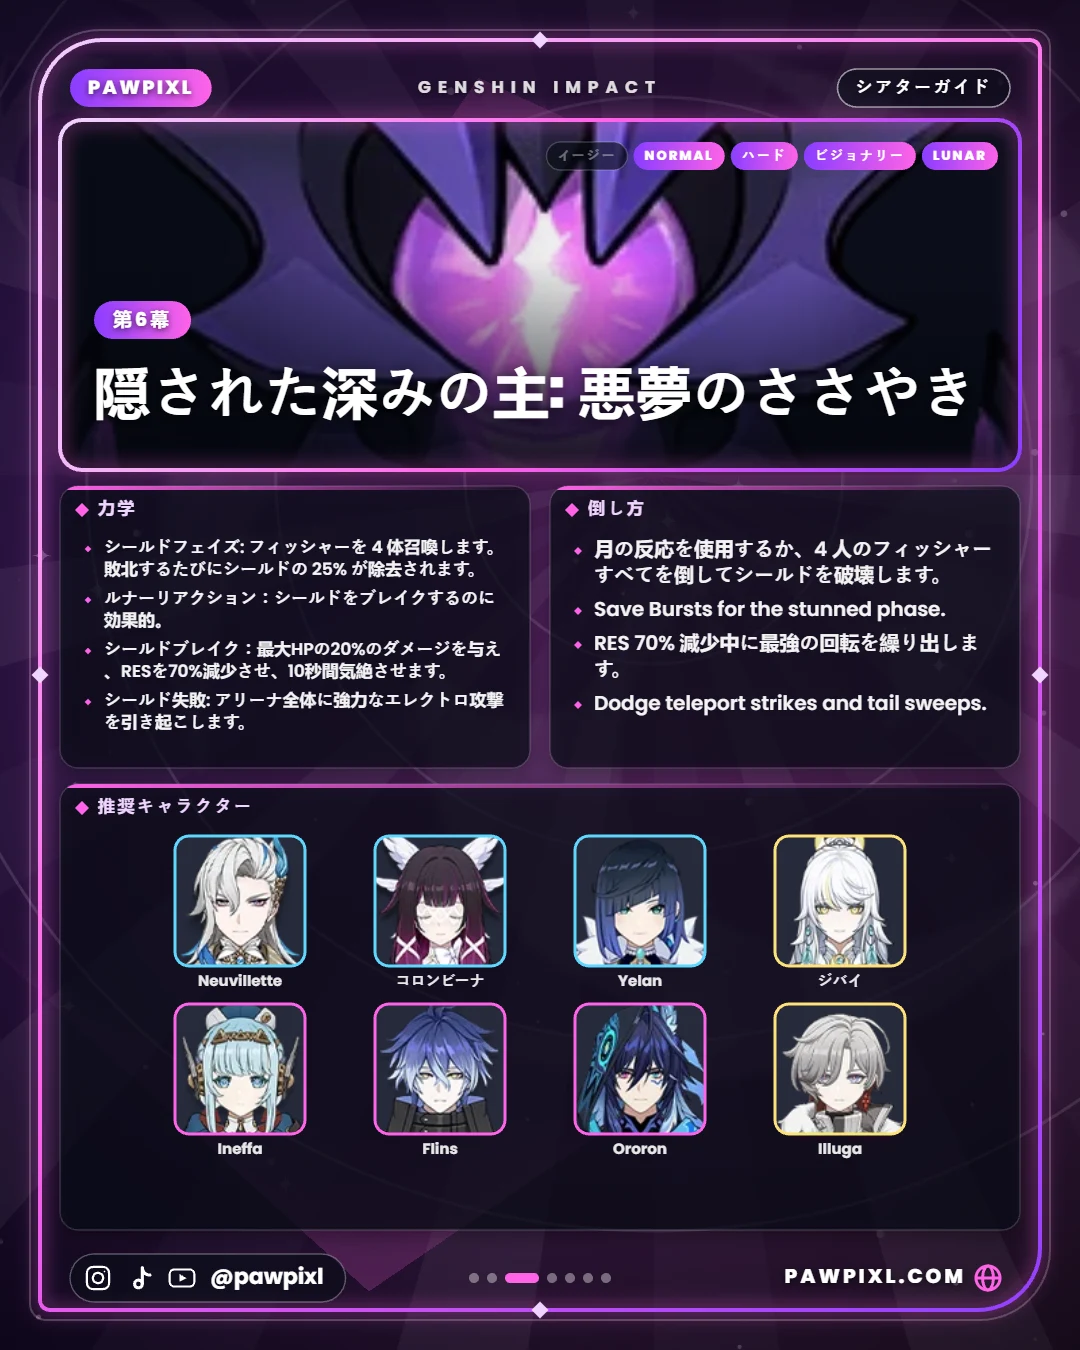 PAWPIXL
GENSHIN IMPACT
シアターガイド
イージー
NORMAL
ハード
ビジョナリー
LUNAR
第6幕
隠された深みの主: 悪夢のささやき
力学
シールドフェイズ: フィッシャーを 4 体召喚します。
敗北するたびにシールドの 25% が除去されます。
ルナーリアクション：シールドをブレイクするのに
効果的。
シールドブレイク：最大HPの20%のダメージを与え
、RESを70%減少させ、10秒間気絶させます。
シールド失敗: アリーナ全体に強力なエレクトロ攻撃
を引き起こします。
倒し方
月の反応を使用するか、4 人のフィッシャー
すべてを倒してシールドを破壊します。
Save Bursts for the stunned phase.
RES 70% 減少中に最強の回転を繰り出しま
す。
Dodge teleport strikes and tail sweeps.
推奨キャラクター
Neuvillette
コロンビーナ
Yelan
ジバイ
Ineffa
Flins
Ororon
Illuga
@pawpixl
PAWPIXL.COM